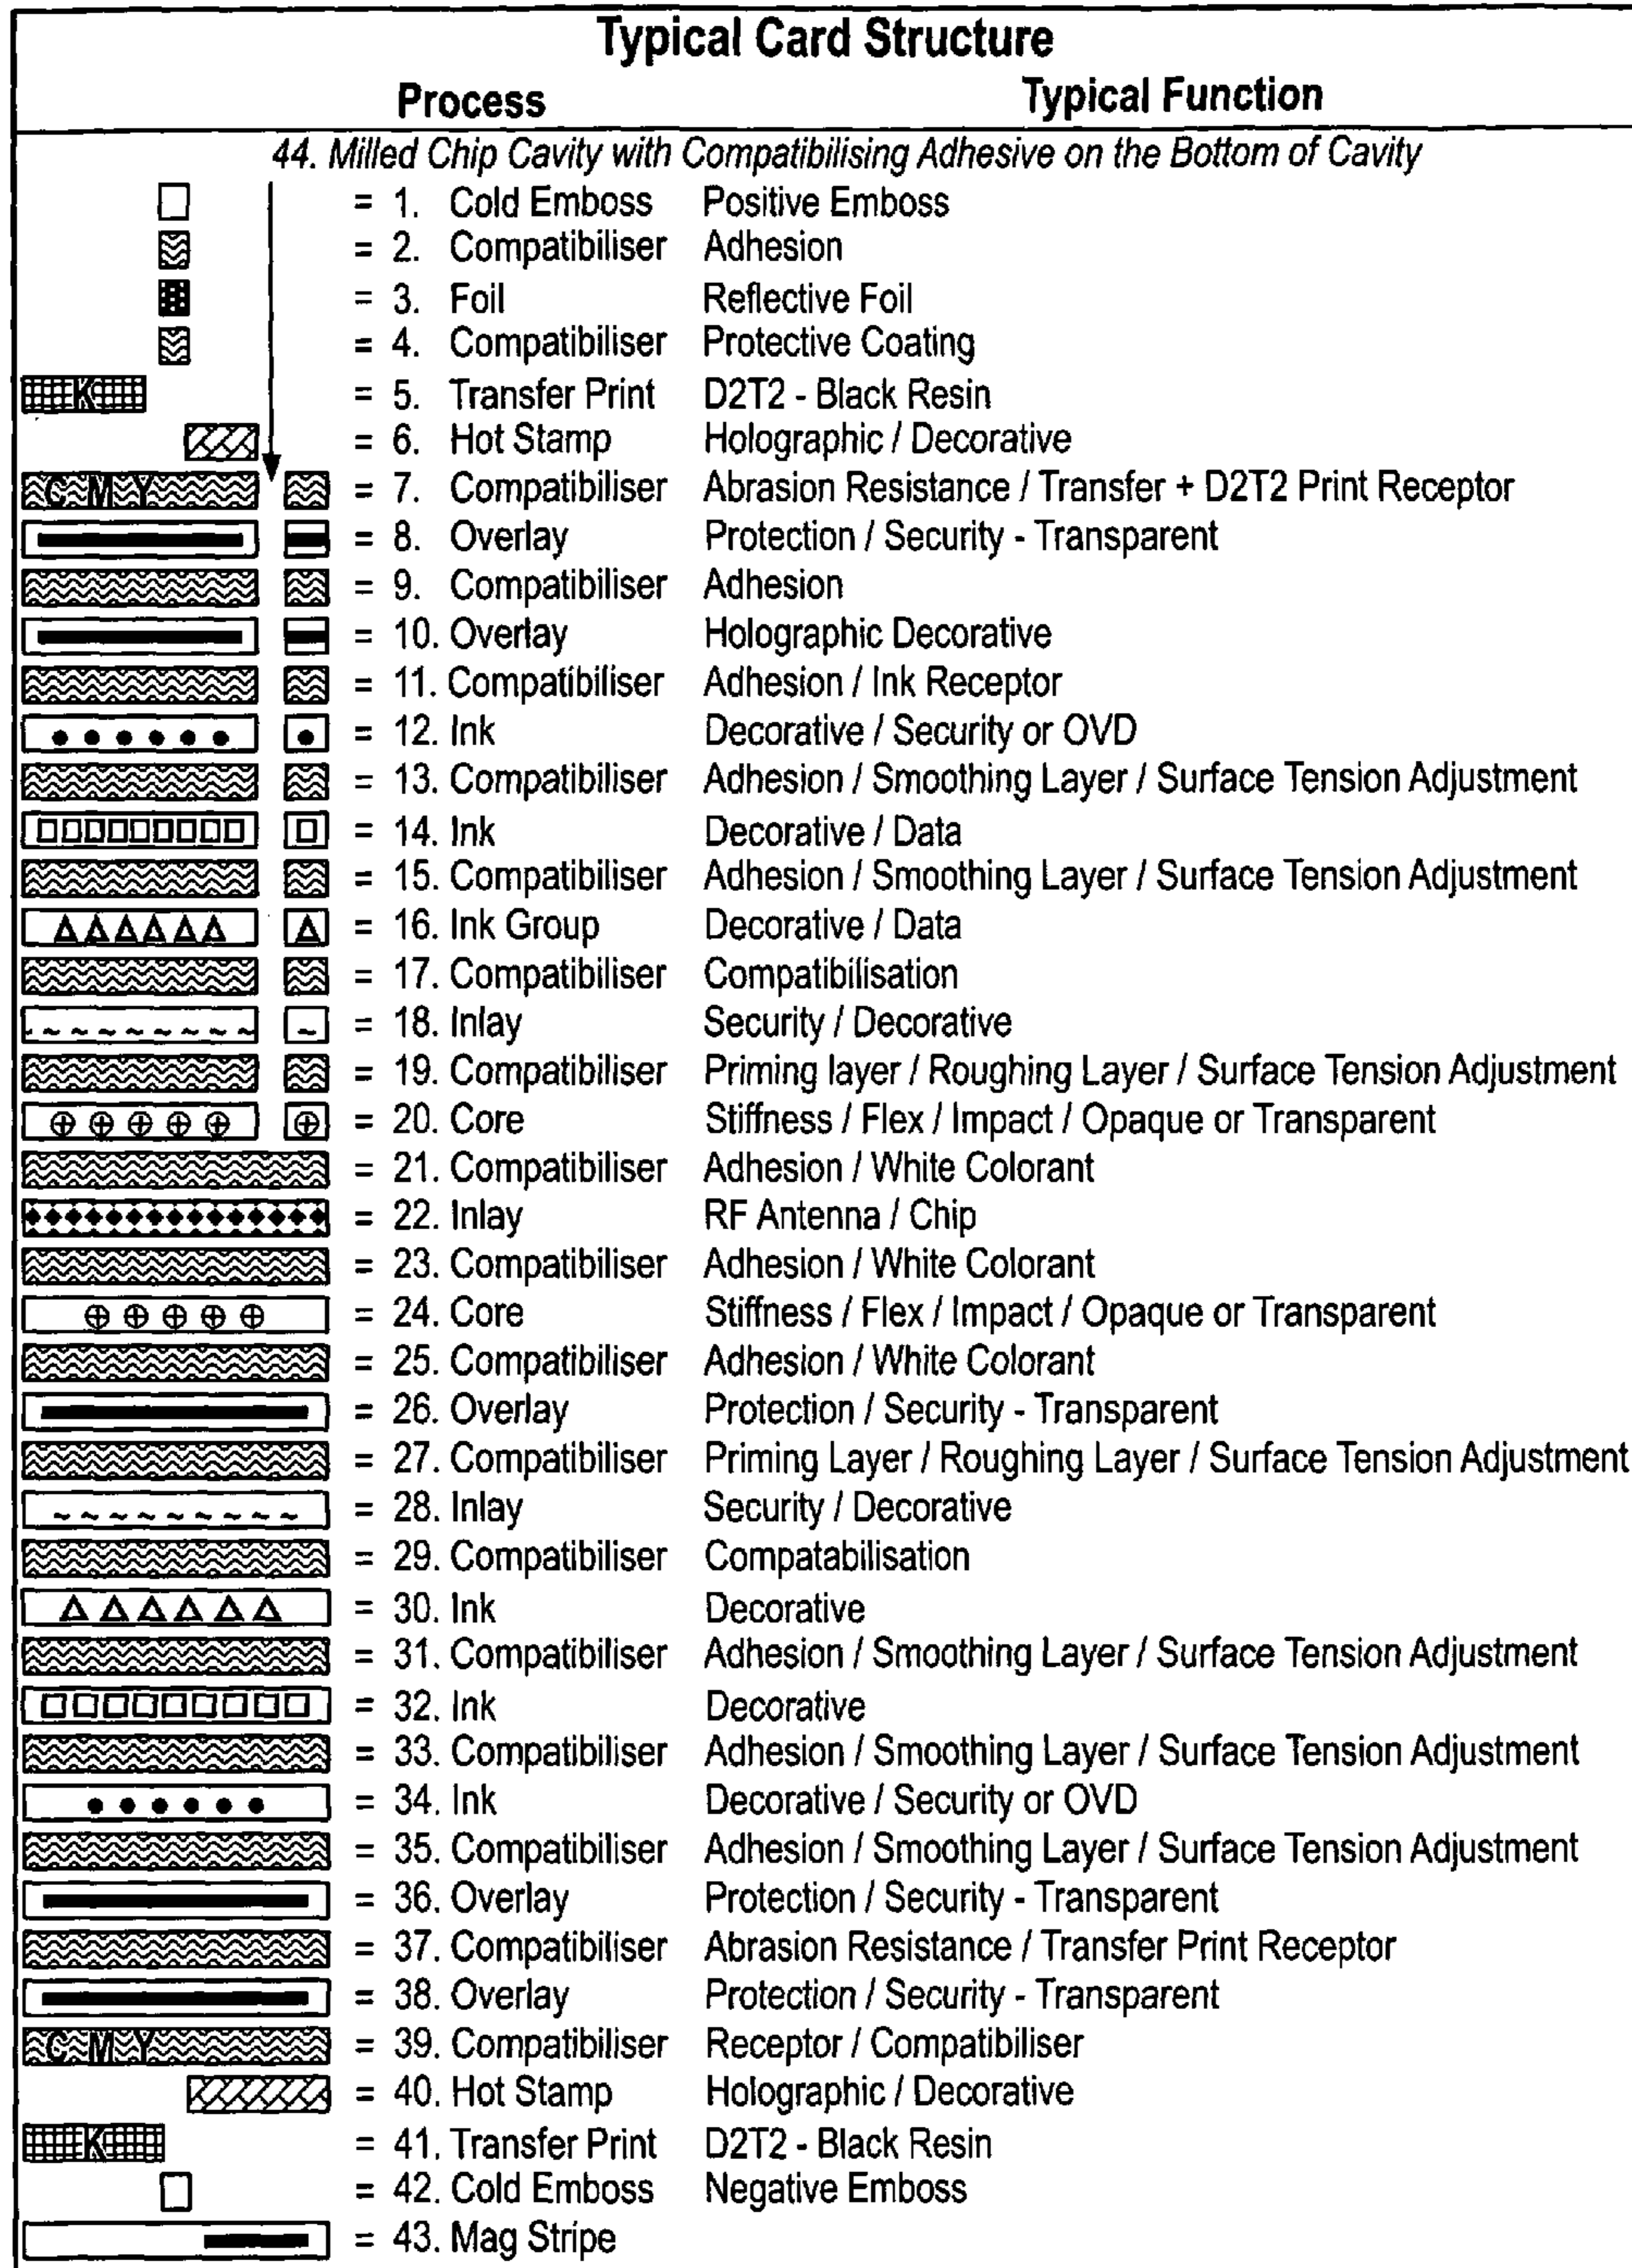 Typical Card Structure
Process Typical Function
44. Milled Chip Cavity with Compatibilising Adhesive on the Bottom of Cavity
= 1. Cold Emboss Positive Emboss
= 2. Compatibiliser Adhesion
= 3. Foil Reflective Foil
= 4. Compatibiliser Protective Coating
K = 5. Transfer Print D2T2 - Black Resin
= 6. Hot Stamp Holographic / Decorative
C M Y = 7. Compatibiliser Abrasion Resistance / Transfer + D2T2 Print Receptor
= 8. Overlay Protection / Security - Transparent
= 9. Compatibiliser Adhesion
= 10. Overlay Holographic Decorative
= 11. Compatibiliser Adhesion / Ink Receptor
= 12. Ink Decorative / Security or OVD
= 13. Compatibiliser Adhesion / Smoothing Layer / Surface Tension Adjustment
= 14. Ink Decorative / Data
= 15. Compatibiliser Adhesion / Smoothing Layer / Surface Tension Adjustment
= 16. Ink Group Decorative / Data
= 17. Compatibiliser Compatibilisation
= 18. Inlay Security / Decorative
= 19. Compatibiliser Priming layer / Roughing Layer / Surface Tension Adjustment
= 20. Core Stiffness / Flex / Impact / Opaque or Transparent
= 21. Compatibiliser Adhesion / White Colorant
= 22. Inlay RF Antenna / Chip
= 23. Compatibiliser Adhesion / White Colorant
= 24. Core Stiffness / Flex / Impact / Opaque or Transparent
= 25. Compatibiliser Adhesion / White Colorant
= 26. Overlay Protection / Security - Transparent
= 27. Compatibiliser Priming Layer / Roughing Layer / Surface Tension Adjustment
= 28. Inlay Security / Decorative
= 29. Compatibiliser Compatabilisation
= 30. Ink Decorative
= 31. Compatibiliser Adhesion / Smoothing Layer / Surface Tension Adjustment
= 32. Ink Decorative
= 33. Compatibiliser Adhesion / Smoothing Layer / Surface Tension Adjustment
= 34. Ink Decorative / Security or OVD
= 35. Compatibiliser Adhesion / Smoothing Layer / Surface Tension Adjustment
= 36. Overlay Protection / Security - Transparent
= 37. Compatibiliser Abrasion Resistance / Transfer Print Receptor
= 38. Overlay Protection / Security - Transparent
C M Y = 39. Compatibiliser Receptor / Compatibiliser
= 40. Hot Stamp Holographic / Decorative
K = 41. Transfer Print D2T2 - Black Resin
= 42. Cold Emboss Negative Emboss
= 43. Mag Stripe